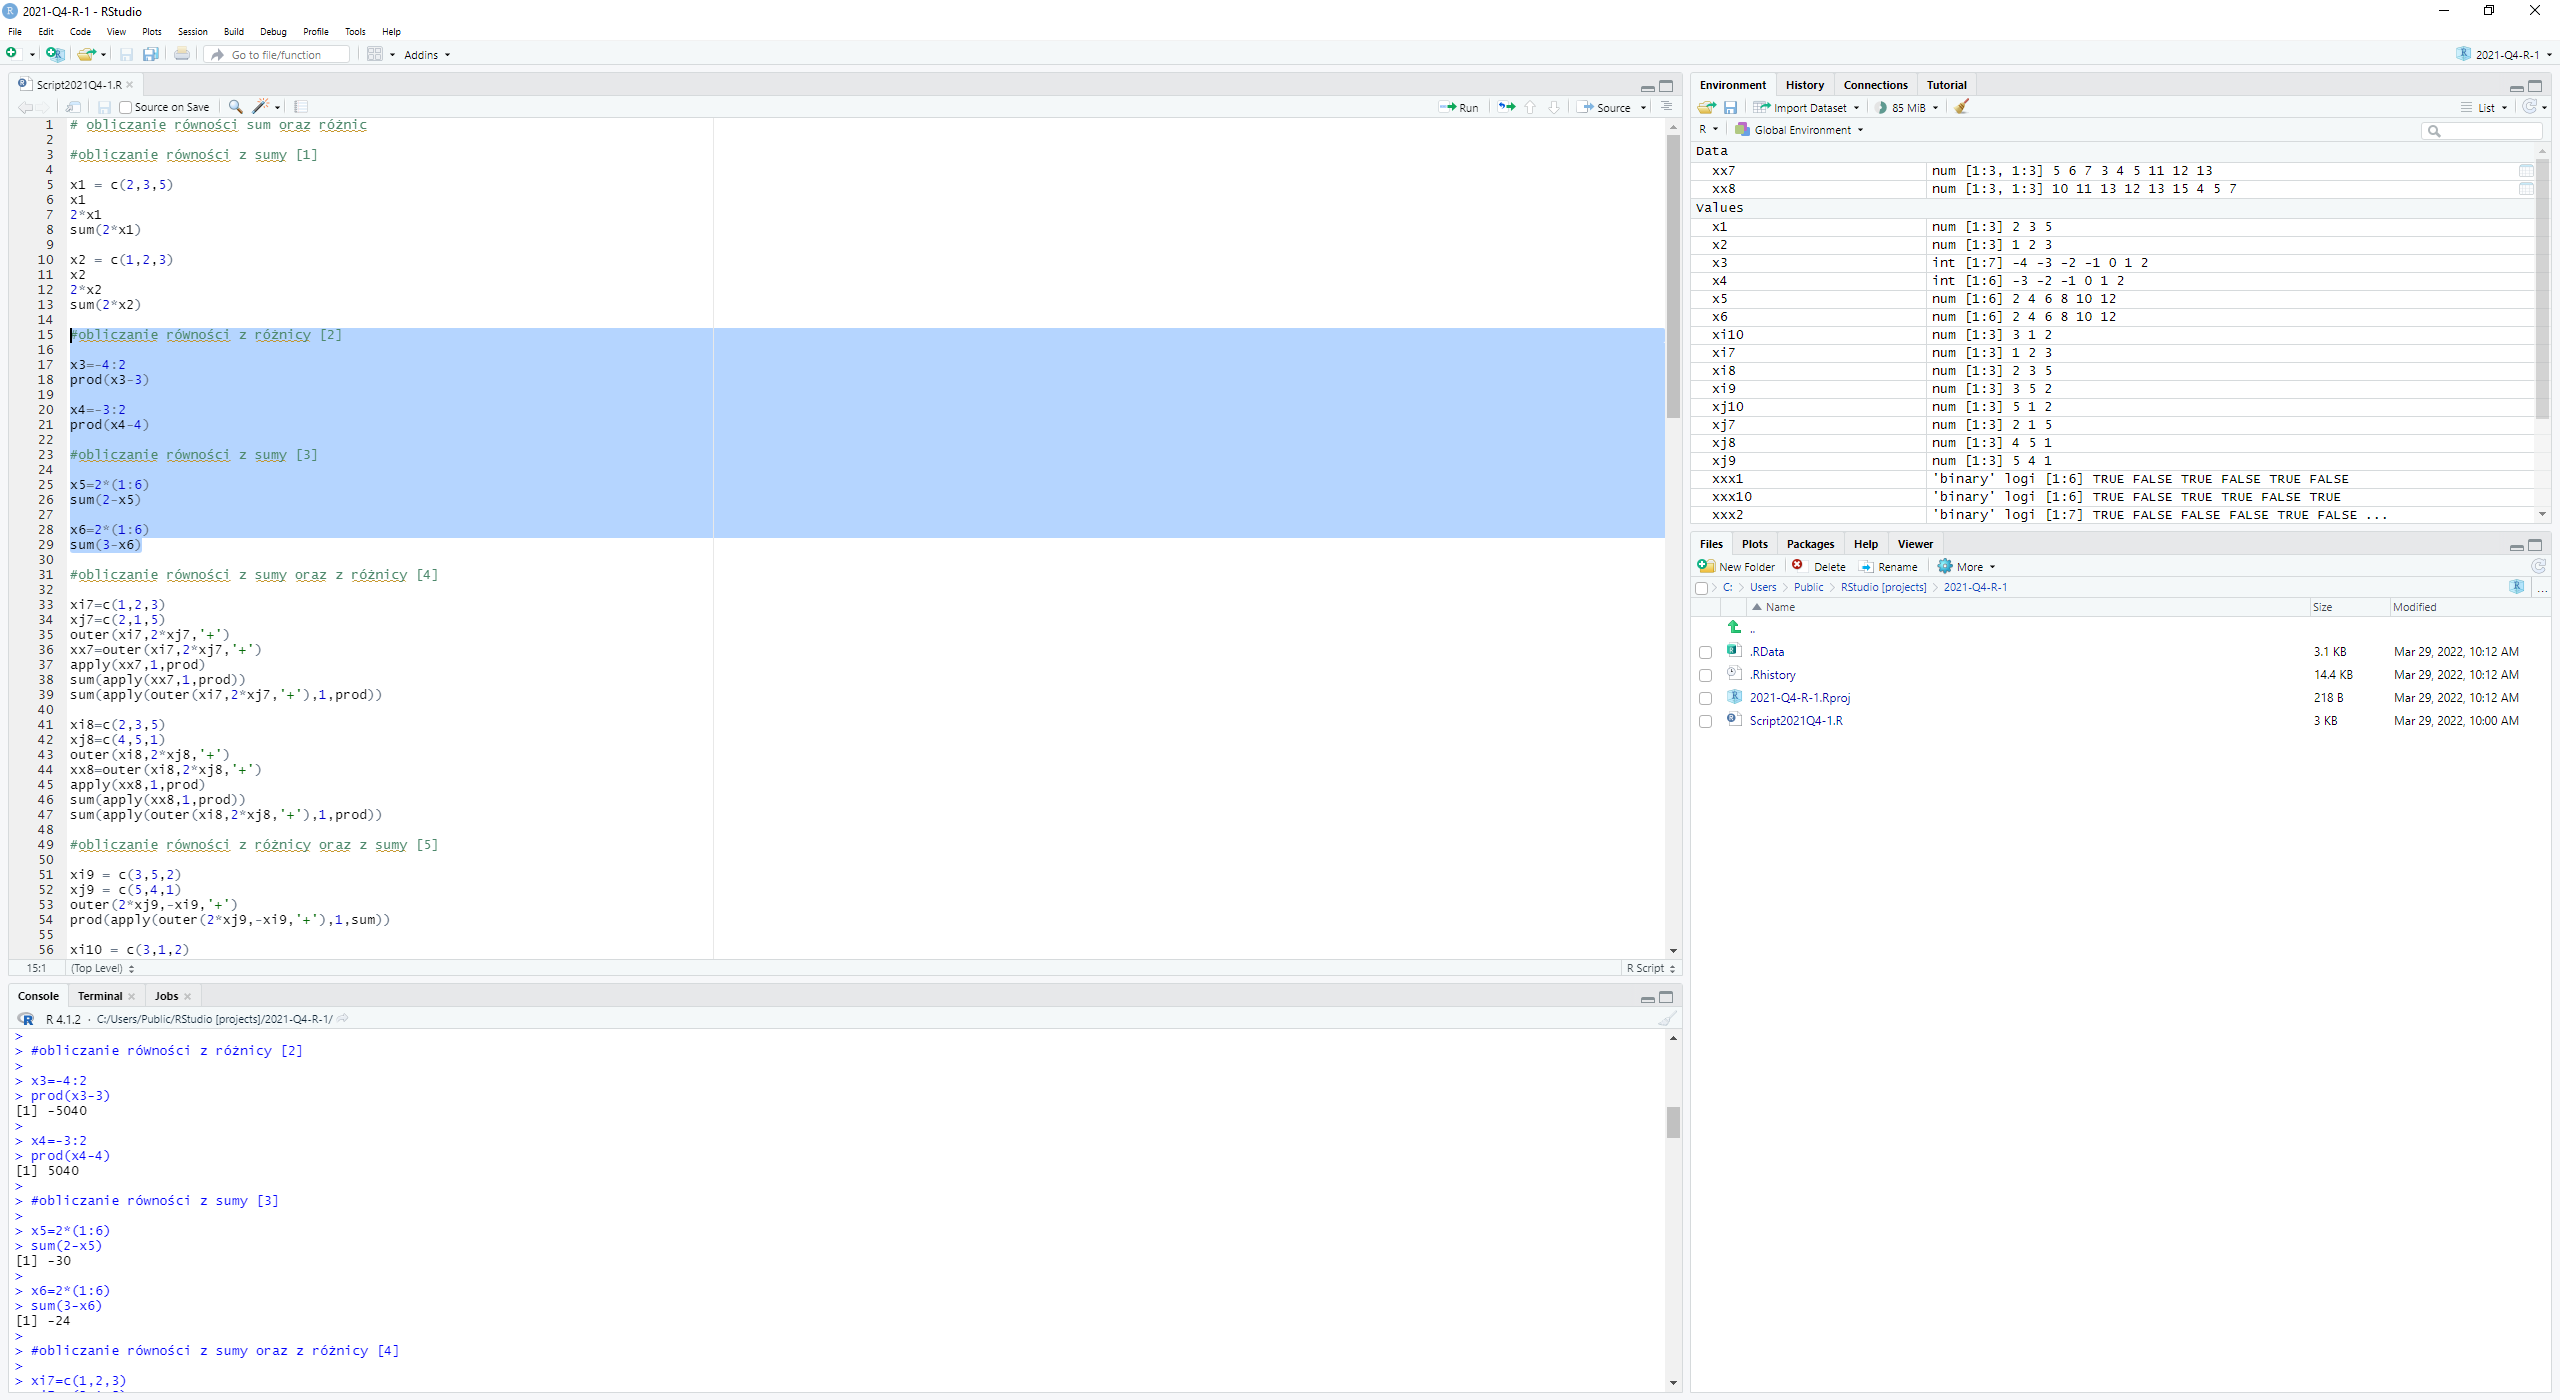 2021-Q4-R-1 - RStudio
File Edit Code View Plots Session Build Debug Profile Tools Help
Go to file/function Addins 2021-Q4-R-1
Script2021Q4-1.R
Source on Save Run Source
1 # obliczanie równości sum oraz różnic
2
3 #obliczanie równości z sumy [1]
4
5 x1 = c(2,3,5)
6 x1
7 2*x1
8 sum(2*x1)
9
10 x2 = c(1,2,3)
11 x2
12 2*x2
13 sum(2*x2)
14
15 #obliczanie równości z różnicy [2]
16
17 x3=-4:2
18 prod(x3-3)
19
20 x4=-3:2
21 prod(x4-4)
22
23 #obliczanie równości z sumy [3]
24
25 x5=2*(1:6)
26 sum(2-x5)
27
28 x6=2*(1:6)
29 sum(3-x6)
30
31 #obliczanie równości z sumy oraz z różnicy [4]
32
33 xi7=c(1,2,3)
34 xj7=c(2,1,5)
35 outer(xi7,2*xj7,'+')
36 xx7=outer(xi7,2*xj7,'+')
37 apply(xx7,1,prod)
38 sum(apply(xx7,1,prod))
39 sum(apply(outer(xi7,2*xj7,'+'),1,prod))
40
41 xi8=c(2,3,5)
42 xj8=c(4,5,1)
43 outer(xi8,2*xj8,'+')
44 xx8=outer(xi8,2*xj8,'+')
45 apply(xx8,1,prod)
46 sum(apply(xx8,1,prod))
47 sum(apply(outer(xi8,2*xj8,'+'),1,prod))
48
49 #obliczanie równości z różnicy oraz z sumy [5]
50
51 xi9 = c(3,5,2)
52 xj9 = c(5,4,1)
53 outer(2*xj9,-xi9,'+')
54 prod(apply(outer(2*xj9,-xi9,'+'),1,sum))
55
56 xi10 = c(3,1,2)
15:1 (Top Level) R Script
Console Terminal Jobs
R 4.1.2 · C:/Users/Public/RStudio [projects]/2021-Q4-R-1/
>
> #obliczanie równości z różnicy [2]
>
> x3=-4:2
> prod(x3-3)
[1] -5040
>
> x4=-3:2
> prod(x4-4)
[1] 5040
>
> #obliczanie równości z sumy [3]
>
> x5=2*(1:6)
> sum(2-x5)
[1] -30
>
> x6=2*(1:6)
> sum(3-x6)
[1] -24
>
> #obliczanie równości z sumy oraz z różnicy [4]
>
> xi7=c(1,2,3)
Environment History Connections Tutorial
Import Dataset 85 MiB List
R Global Environment
Data
xx7 num [1:3, 1:3] 5 6 7 3 4 5 11 12 13
xx8 num [1:3, 1:3] 10 11 13 12 13 15 4 5 7
Values
x1 num [1:3] 2 3 5
x2 num [1:3] 1 2 3
x3 int [1:7] -4 -3 -2 -1 0 1 2
x4 int [1:6] -3 -2 -1 0 1 2
x5 num [1:6] 2 4 6 8 10 12
x6 num [1:6] 2 4 6 8 10 12
xi10 num [1:3] 3 1 2
xi7 num [1:3] 1 2 3
xi8 num [1:3] 2 3 5
xi9 num [1:3] 3 5 2
xj10 num [1:3] 5 1 2
xj7 num [1:3] 2 1 5
xj8 num [1:3] 4 5 1
xj9 num [1:3] 5 4 1
xxx1 'binary' logi [1:6] TRUE FALSE TRUE FALSE TRUE FALSE
xxx10 'binary' logi [1:6] TRUE FALSE TRUE TRUE FALSE TRUE
xxx2 'binary' logi [1:7] TRUE FALSE FALSE FALSE TRUE FALSE ...
Files Plots Packages Help Viewer
New Folder Delete Rename More
C: Users Public RStudio [projects] 2021-Q4-R-1 ...
Name Size Modified
..
.RData 3.1 KB Mar 29, 2022, 10:12 AM
.Rhistory 14.4 KB Mar 29, 2022, 10:12 AM
2021-Q4-R-1.Rproj 218 B Mar 29, 2022, 10:12 AM
Script2021Q4-1.R 3 KB Mar 29, 2022, 10:00 AM